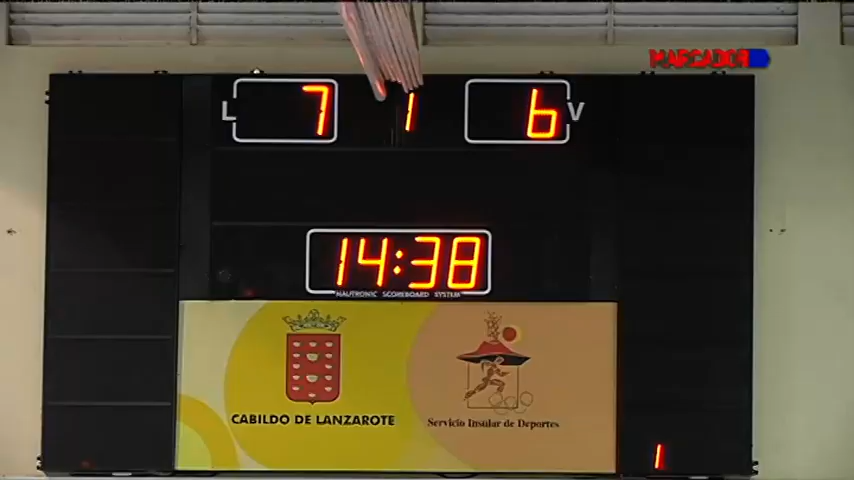 MARCADOR
L 7 1 6 V
14:38
NAUTRONIC SCOREBOARD SYSTEM
CABILDO DE LANZAROTE
Servicio Insular de Deportes
1